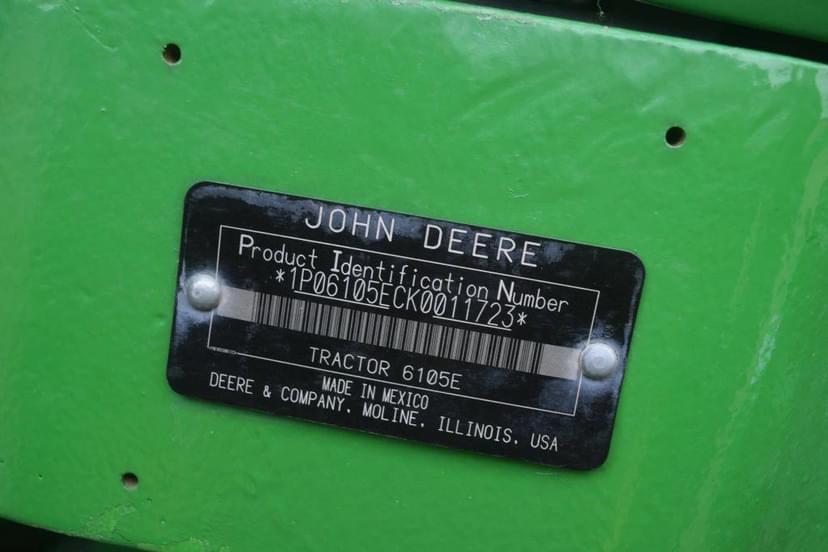 JOHN DEERE
Product Identification Number
*1P06105ECK0011723*
TRACTOR 6105E
MADE IN MEXICO
DEERE & COMPANY, MOLINE, ILLINOIS, USA